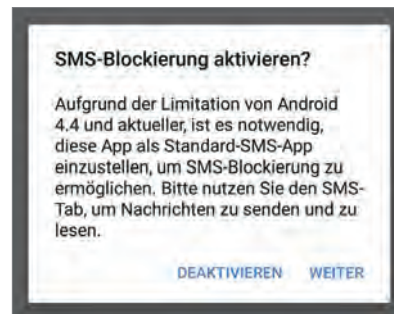 SMS-Blockierung aktivieren?
Aufgrund der Limitation von Android
4.4 und aktueller, ist es notwendig,
diese App als Standard-SMS-App
einzustellen, um SMS-Blockierung zu
ermöglichen. Bitte nutzen Sie den SMS-
Tab, um Nachrichten zu senden und zu
lesen.
DEAKTIVIEREN WEITER